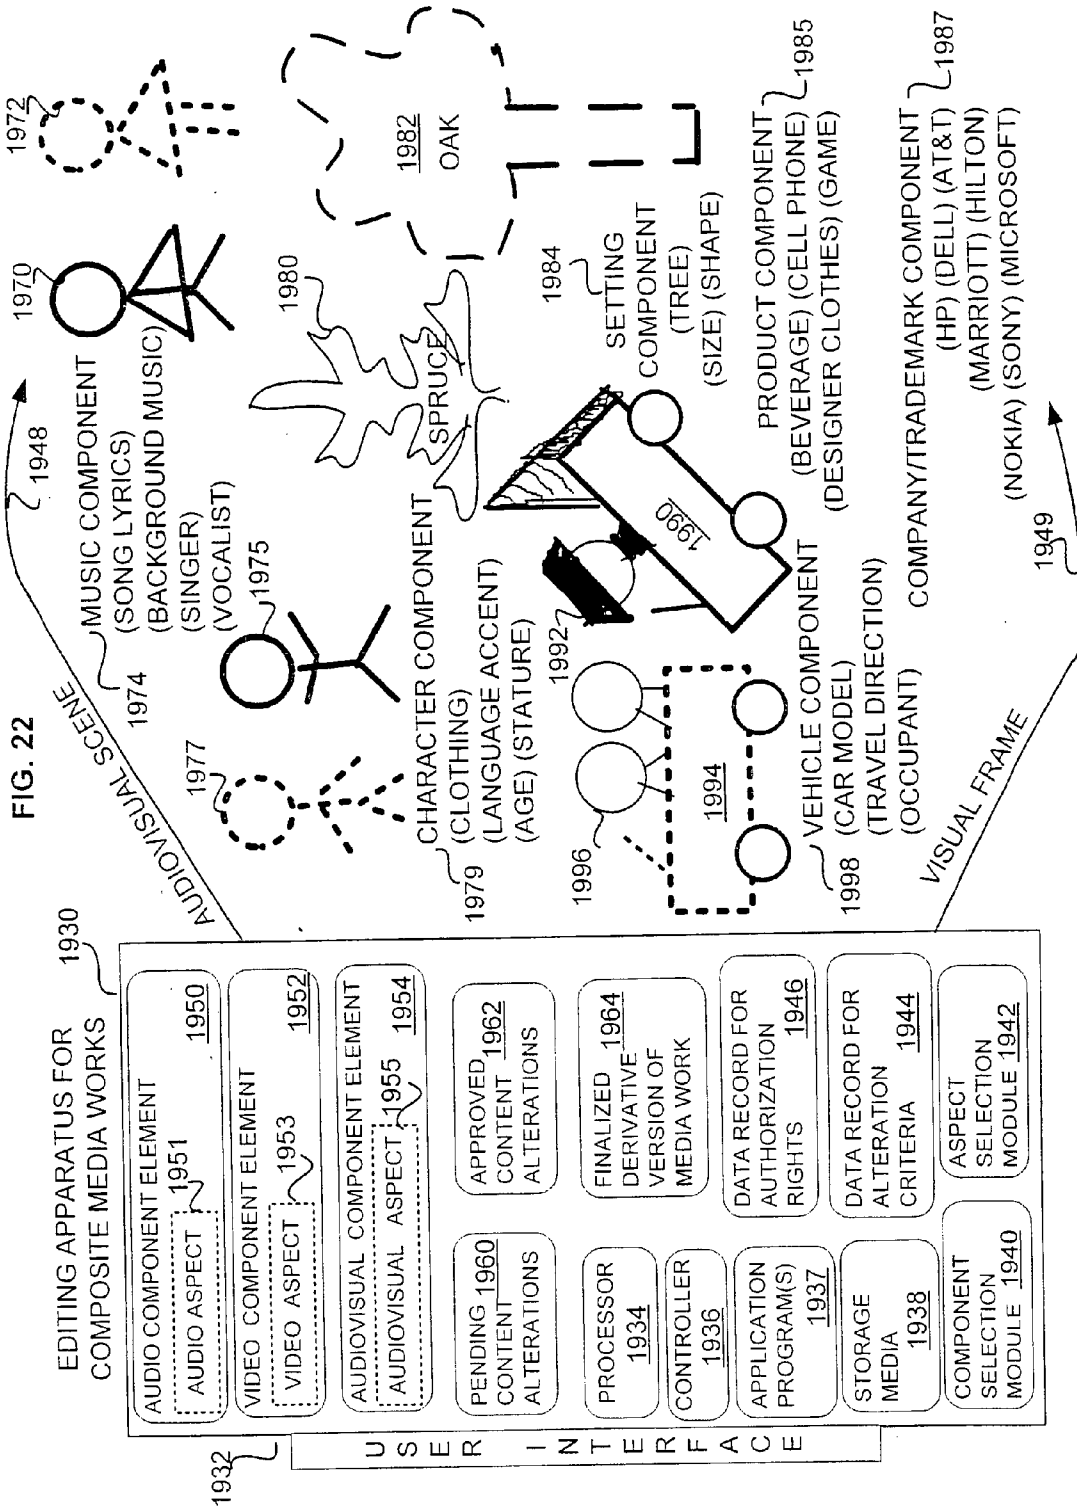 FIG. 22
EDITING APPARATUS FOR
COMPOSITE MEDIA WORKS
1930
1932
USER INTERFACE
AUDIO COMPONENT ELEMENT
1950
AUDIO ASPECT
1951
VIDEO COMPONENT ELEMENT
1952
VIDEO ASPECT
1953
AUDIOVISUAL COMPONENT ELEMENT
1954
AUDIOVISUAL ASPECT
1955
PENDING 1960
CONTENT
ALTERATIONS
APPROVED
CONTENT 1962
ALTERATIONS
PROCESSOR
1934
CONTROLLER
1936
FINALIZED
DERIVATIVE 1964
VERSION OF
MEDIA WORK
APPLICATION
PROGRAM(S)
1937
DATA RECORD FOR
AUTHORIZATION
RIGHTS 1946
STORAGE
MEDIA
1938
DATA RECORD FOR
ALTERATION
CRITERIA 1944
COMPONENT
SELECTION
MODULE 1940
ASPECT
SELECTION
MODULE 1942
AUDIOVISUAL SCENE
1948
1974
MUSIC COMPONENT
(SONG LYRICS)
(BACKGROUND MUSIC)
(SINGER)
(VOCALIST)
1970
1972
1977
1975
1979
CHARACTER COMPONENT
(CLOTHING)
(LANGUAGE ACCENT)
(AGE) (STATURE)
SPRUCE
1980
1982
OAK
1984
SETTING
COMPONENT
(TREE)
(SIZE) (SHAPE)
1996
1994
1992
1990
1998
VEHICLE COMPONENT
(CAR MODEL)
(TRAVEL DIRECTION)
(OCCUPANT)
PRODUCT COMPONENT
(BEVERAGE) (CELL PHONE)
(DESIGNER CLOTHES) (GAME)
1985
COMPANY/TRADEMARK COMPONENT
(HP) (DELL) (AT&T)
(MARRIOTT) (HILTON)
(NOKIA) (SONY) (MICROSOFT)
1987
VISUAL FRAME
1949